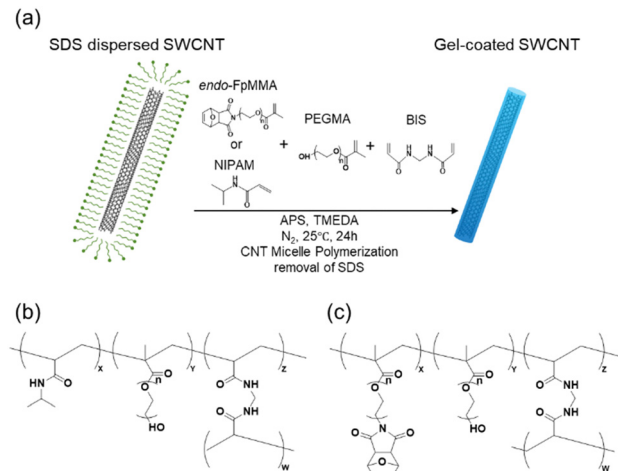 (a)
SDS dispersed SWCNT
Gel-coated SWCNT
endo-FpMMA
PEGMA
BIS
or
NIPAM
+
+
O
O
N
O
O
n
O
OH
O
n
O
O
N
H
N
H
O
H
N
O
APS, TMEDA
N₂, 25℃, 24h
CNT Micelle Polymerization
removal of SDS
(b)
(c)
X
Y
Z
HN
O
O
O
n
HO
O
NH
NH
O
W
X
Y
Z
O
O
n
N
O
O
O
O
O
n
HO
O
NH
NH
O
W